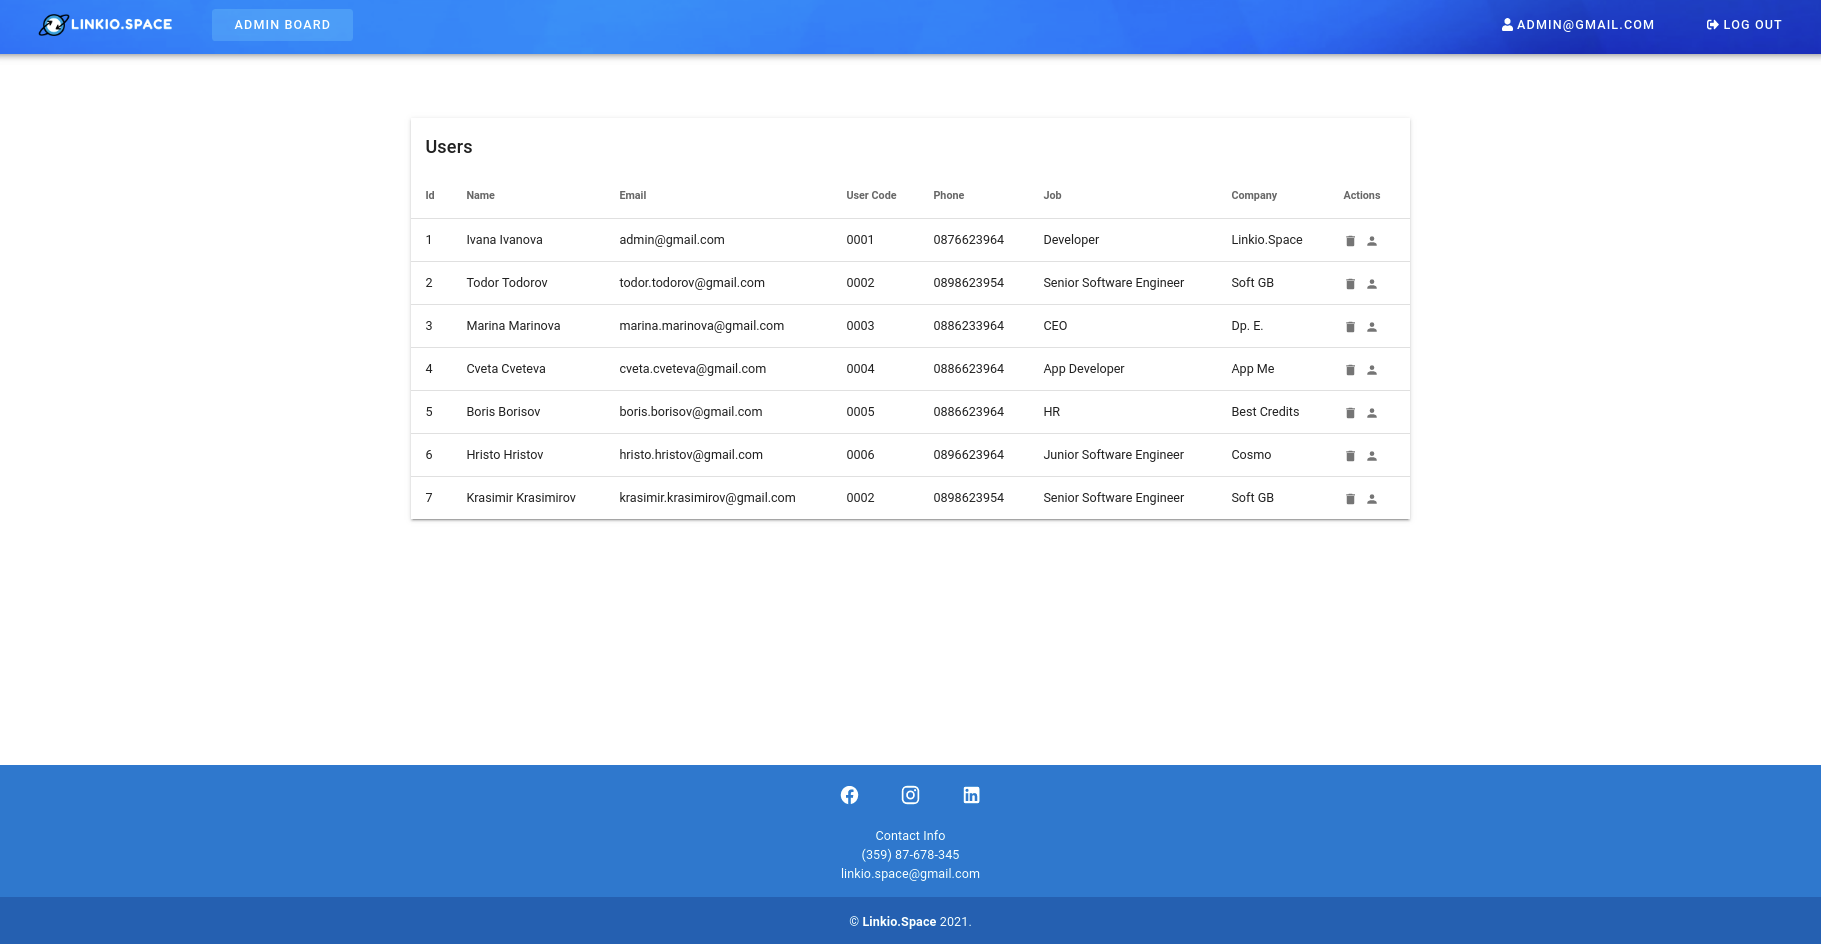 LINKIO.SPACE ADMIN BOARD ADMIN@GMAIL.COM LOG OUT
Users
Id Name Email User Code Phone Job Company Actions
1 Ivana Ivanova admin@gmail.com 0001 0876623964 Developer Linkio.Space
2 Todor Todorov todor.todorov@gmail.com 0002 0898623954 Senior Software Engineer Soft GB
3 Marina Marinova marina.marinova@gmail.com 0003 0886233964 CEO Dp. E.
4 Cveta Cveteva cveta.cveteva@gmail.com 0004 0886623964 App Developer App Me
5 Boris Borisov boris.borisov@gmail.com 0005 0886623964 HR Best Credits
6 Hristo Hristov hristo.hristov@gmail.com 0006 0896623964 Junior Software Engineer Cosmo
7 Krasimir Krasimirov krasimir.krasimirov@gmail.com 0002 0898623954 Senior Software Engineer Soft GB
Contact Info
(359) 87-678-345
linkio.space@gmail.com
© Linkio.Space 2021.